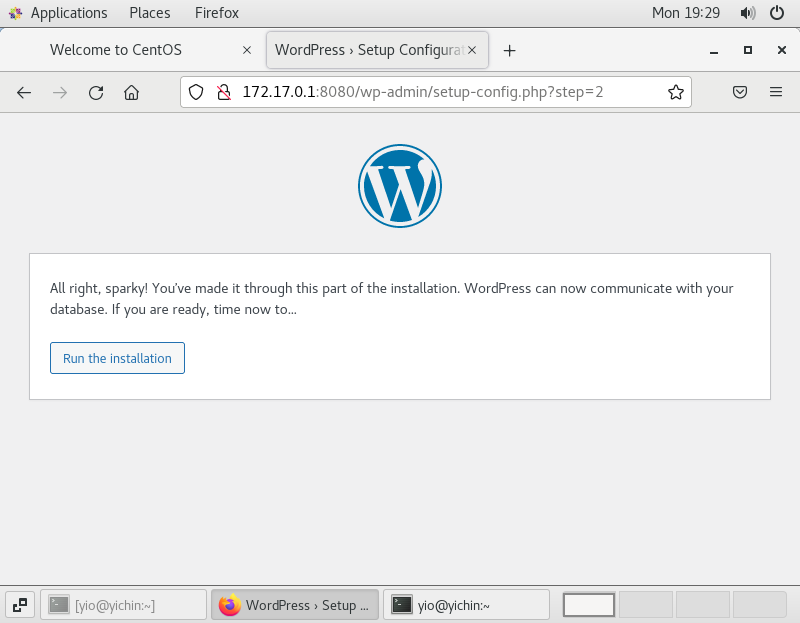 Applications Places Firefox Mon 19:29
Welcome to CentOS WordPress › Setup Configurat
172.17.0.1:8080/wp-admin/setup-config.php?step=2
All right, sparky! You’ve made it through this part of the installation. WordPress can now communicate with your
database. If you are ready, time now to…
Run the installation
[yio@yichin:~] WordPress › Setup ... yio@yichin:~